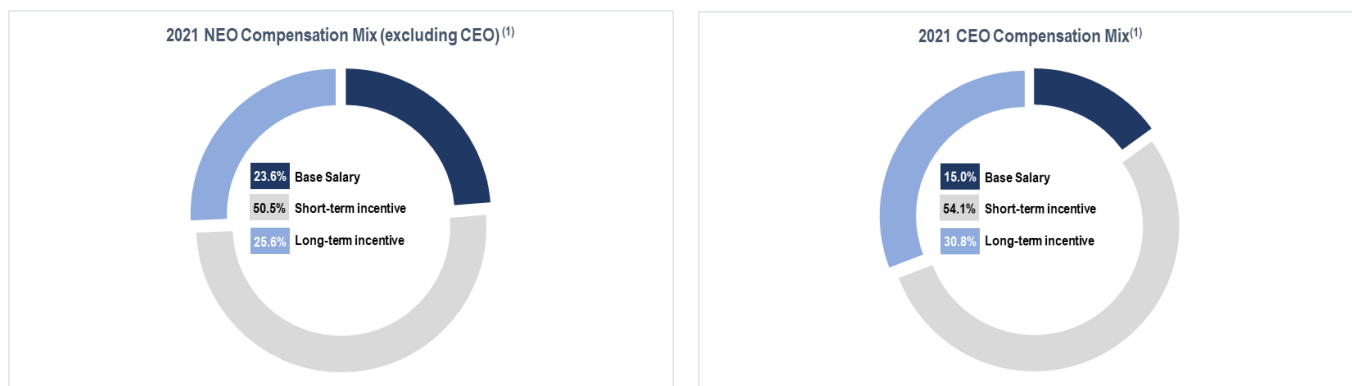 2021 NEO Compensation Mix (excluding CEO) (1)
23.6% Base Salary
50.5% Short-term incentive
25.6% Long-term incentive
2021 CEO Compensation Mix(1)
15.0% Base Salary
54.1% Short-term incentive
30.8% Long-term incentive